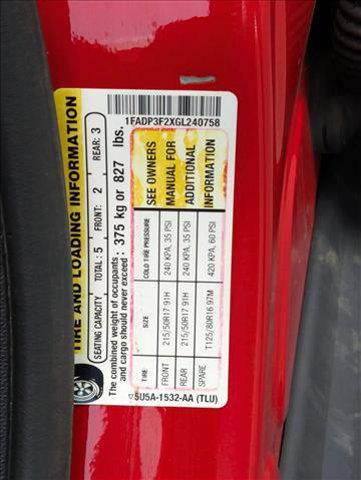 1FADP3F2XGL240758
TIRE AND LOADING INFORMATION
SEATING CAPACITY TOTAL : 5 FRONT: 2 REAR: 3
The combined weight of occupants
and cargo should never exceed : 375 kg or 827 lbs.
TIRE SIZE COLD TIRE PRESSURE
FRONT 215/50R17 91H 240 KPA, 35 PSI
REAR 215/50R17 91H 240 KPA, 35 PSI
SPARE T125/80R16 97M 420 KPA, 60 PSI
SEE OWNERS
MANUAL FOR
ADDITIONAL
INFORMATION
5U5A-1532-AA (TLU)